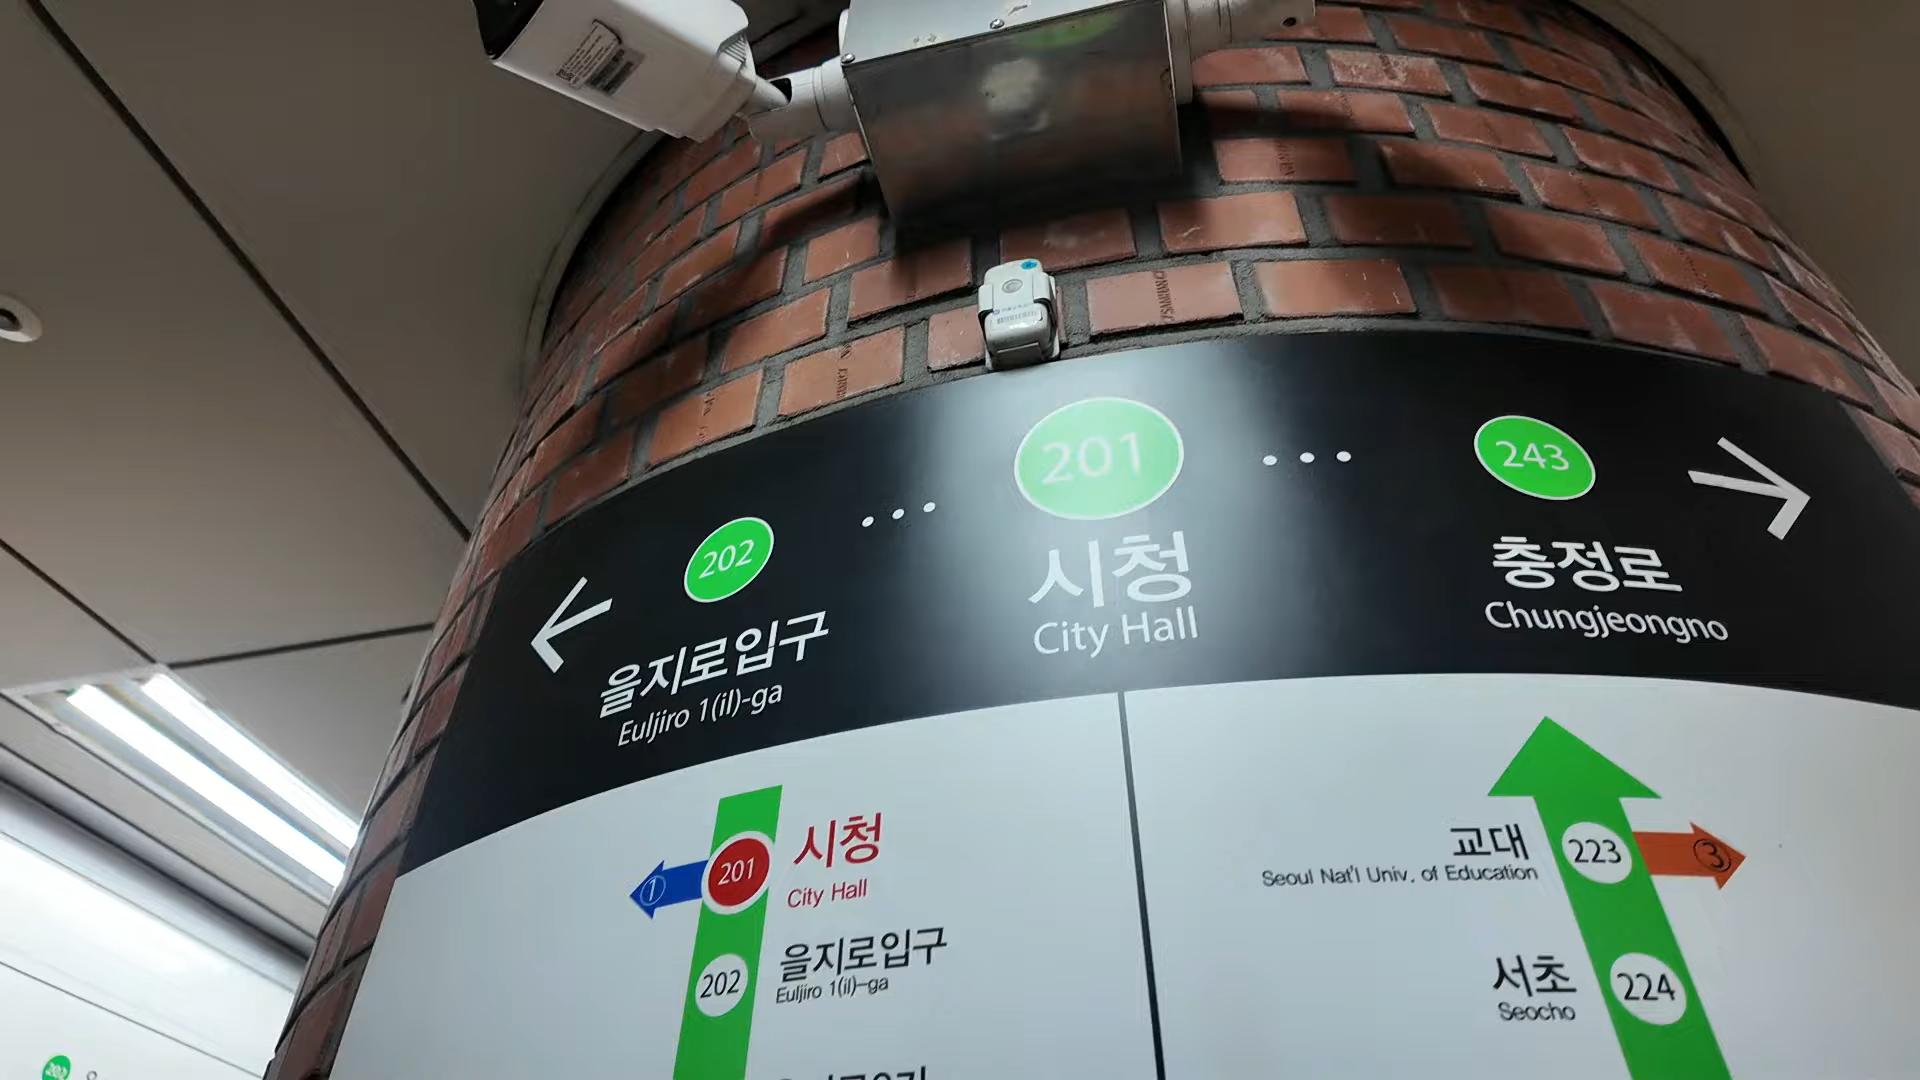 201
202
243
시청
City Hall
충정로
Chungjeongno
을지로입구
Euljiro 1(il)-ga
1
201
시청
City Hall
202
을지로입구
Euljiro 1(il)-ga
교대
Seoul Nat'l Univ. of Education
223
3
서초
Seocho
224
202